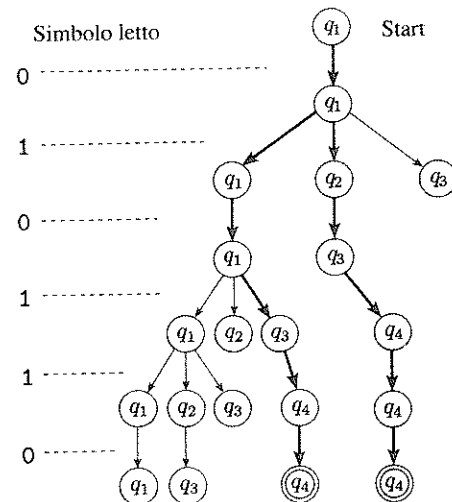 Simbolo letto q1 Start
0
q1
1
q1 q2 q3
0
q1 q3
1
q1 q2 q3 q4
1
q1 q2 q3 q4 q4
0
q1 q3 q4 q4